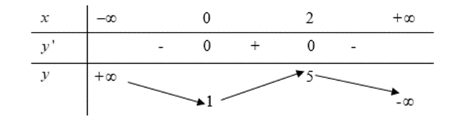 x −∞ 0 2 +∞
y' - 0 + 0 -
y +∞ 5
1 -∞